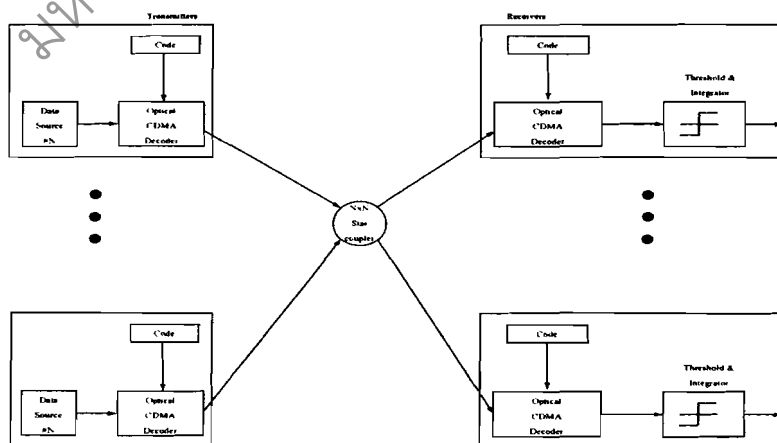 Transmitters
Receivers
Code
Code
Threshold &
Integrator
Data
Source
#N
Optical
CDMA
Decoder
Optical
CDMA
Decoder
NxN
Star
coupler
Code
Code
Threshold &
Integrator
Data
Source
#N
Optical
CDMA
Decoder
Optical
CDMA
Decoder